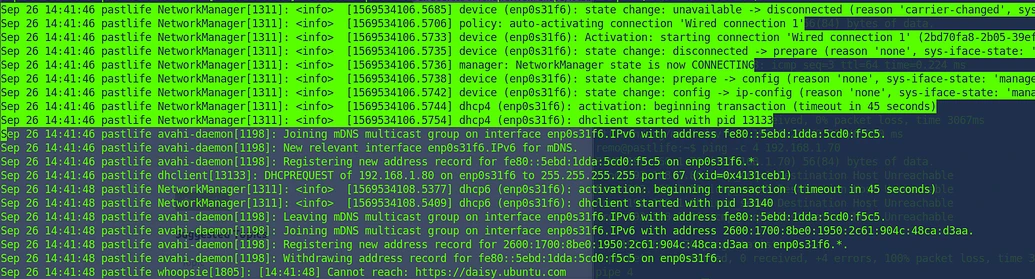 Sep 26 14:41:46 pastlife NetworkManager[1311]: <info>  [1569534106.5685] device (enp0s31f6): state change: unavailable -> disconnected (reason 'carrier-changed', sys
Sep 26 14:41:46 pastlife NetworkManager[1311]: <info>  [1569534106.5706] policy: auto-activating connection 'Wired connection 1'
Sep 26 14:41:46 pastlife NetworkManager[1311]: <info>  [1569534106.5733] device (enp0s31f6): Activation: starting connection 'Wired connection 1' (2bd70fa8-2b05-39ef
Sep 26 14:41:46 pastlife NetworkManager[1311]: <info>  [1569534106.5735] device (enp0s31f6): state change: disconnected -> prepare (reason 'none', sys-iface-state:
Sep 26 14:41:46 pastlife NetworkManager[1311]: <info>  [1569534106.5736] manager: NetworkManager state is now CONNECTING
Sep 26 14:41:46 pastlife NetworkManager[1311]: <info>  [1569534106.5738] device (enp0s31f6): state change: prepare -> config (reason 'none', sys-iface-state: 'manage
Sep 26 14:41:46 pastlife NetworkManager[1311]: <info>  [1569534106.5742] device (enp0s31f6): state change: config -> ip-config (reason 'none', sys-iface-state: 'mana
Sep 26 14:41:46 pastlife NetworkManager[1311]: <info>  [1569534106.5744] dhcp4 (enp0s31f6): activation: beginning transaction (timeout in 45 seconds)
Sep 26 14:41:46 pastlife NetworkManager[1311]: <info>  [1569534106.5754] dhcp4 (enp0s31f6): dhclient started with pid 13133
Sep 26 14:41:46 pastlife avahi-daemon[1198]: Joining mDNS multicast group on interface enp0s31f6.IPv6 with address fe80::5ebd:1dda:5cd0:f5c5.
Sep 26 14:41:46 pastlife avahi-daemon[1198]: New relevant interface enp0s31f6.IPv6 for mDNS.
Sep 26 14:41:46 pastlife avahi-daemon[1198]: Registering new address record for fe80::5ebd:1dda:5cd0:f5c5 on enp0s31f6.*.
Sep 26 14:41:46 pastlife dhclient[13133]: DHCPREQUEST of 192.168.1.80 on enp0s31f6 to 255.255.255.255 port 67 (xid=0x4131ceb1)
Sep 26 14:41:48 pastlife NetworkManager[1311]: <info>  [1569534108.5377] dhcp6 (enp0s31f6): activation: beginning transaction (timeout in 45 seconds)
Sep 26 14:41:48 pastlife NetworkManager[1311]: <info>  [1569534108.5409] dhcp6 (enp0s31f6): dhclient started with pid 13140
Sep 26 14:41:48 pastlife avahi-daemon[1198]: Leaving mDNS multicast group on interface enp0s31f6.IPv6 with address fe80::5ebd:1dda:5cd0:f5c5.
Sep 26 14:41:48 pastlife avahi-daemon[1198]: Joining mDNS multicast group on interface enp0s31f6.IPv6 with address 2600:1700:8be0:1950:2c61:904c:48ca:d3aa.
Sep 26 14:41:48 pastlife avahi-daemon[1198]: Registering new address record for 2600:1700:8be0:1950:2c61:904c:48ca:d3aa on enp0s31f6.*.
Sep 26 14:41:48 pastlife avahi-daemon[1198]: Withdrawing address record for fe80::5ebd:1dda:5cd0:f5c5 on enp0s31f6.
Sep 26 14:41:48 pastlife whoopsie[1805]: [14:41:48] Cannot reach: https://daisy.ubuntu.com